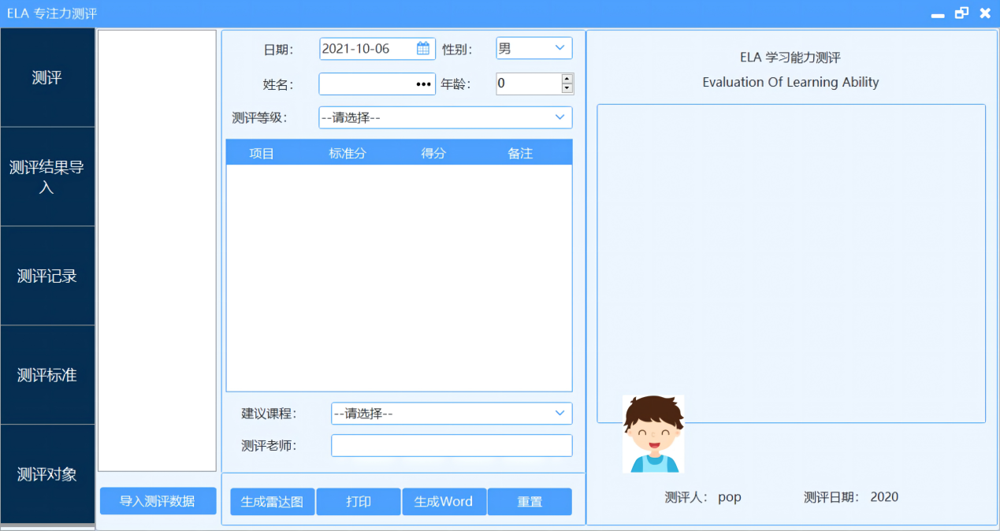 ELA 专注力测评
测评
测评结果导
入
测评记录
测评标准
测评对象
导入测评数据
日期： 2021-10-06 性别： 男
姓名： ••• 年龄： 0
测评等级： --请选择--
项目 标准分 得分 备注
建议课程： --请选择--
测评老师：
生成雷达图 打印 生成Word 重置
ELA 学习能力测评
Evaluation Of Learning Ability
测评人： pop 测评日期： 2020